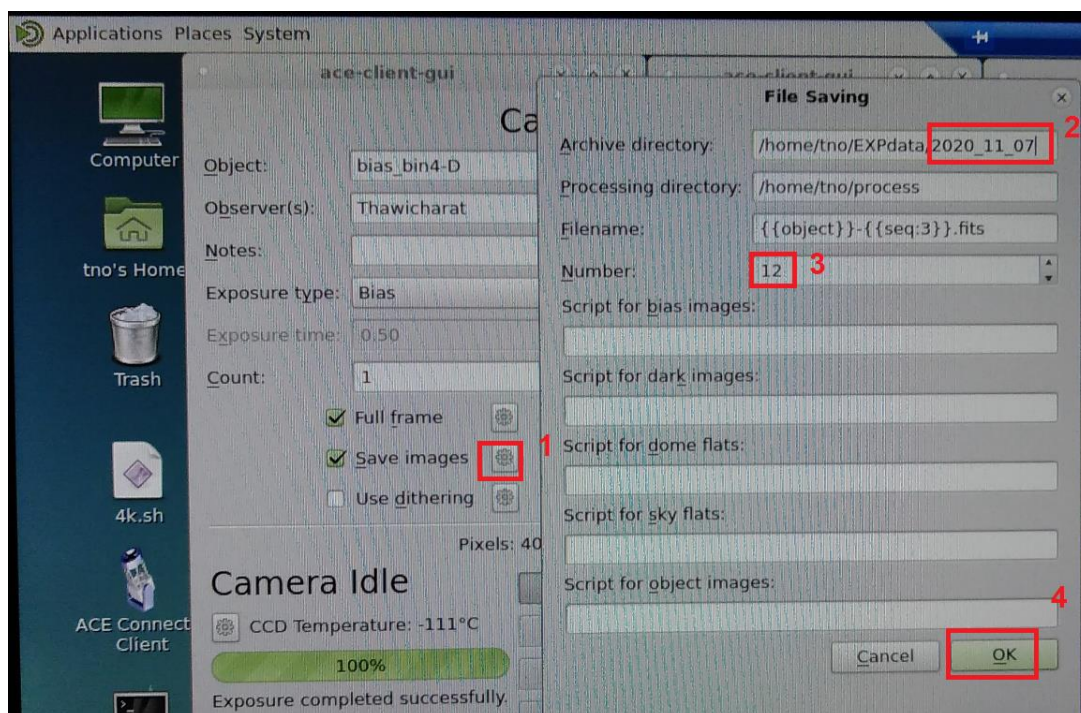 Applications Places System
ace-client-gui
ace-client-gui
Ca
File Saving
2
Computer
Object:
bias_bin4-D
Archive directory:
/home/tno/EXPdata/2020_11_07
Observer(s):
Thawicharat
Processing directory:
/home/tno/process
Notes:
Filename:
{{object}}-{{seq:3}}.fits
tno's Home
Exposure type:
Bias
Number:
12
3
Exposure time:
0.50
Script for bias images:
Trash
Count:
1
Script for dark images:
Full frame
1
Save images
Script for dome flats:
Use dithering
4k.sh
Script for sky flats:
Pixels: 40
Camera Idle
Script for object images:
4
ACE Connect
Client
CCD Temperature: -111°C
100%
Cancel
OK
Exposure completed successfully.